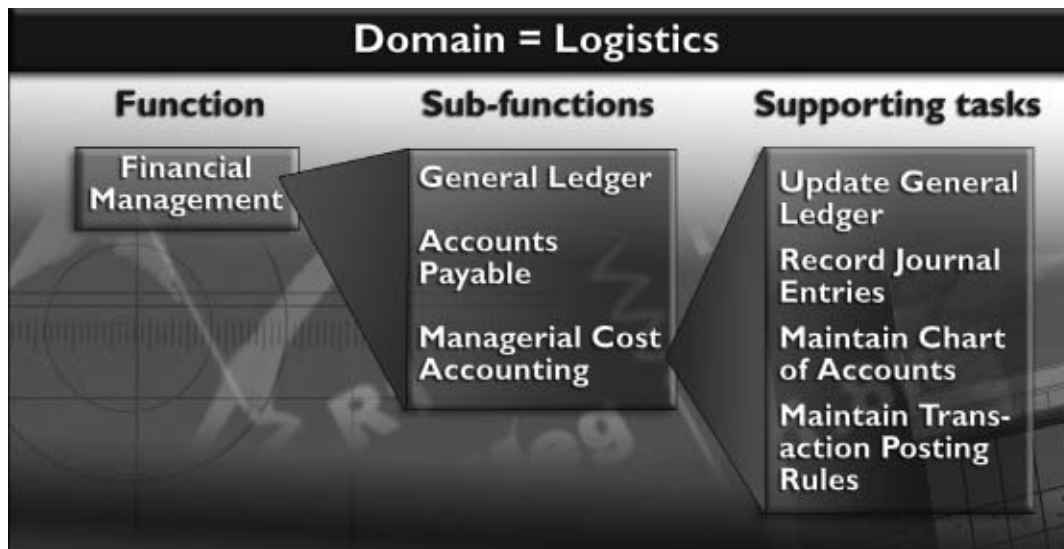 Domain = Logistics
Function
Sub-functions
Supporting tasks
Financial
Management
General Ledger
Accounts
Payable
Managerial Cost
Accounting
Update General
Ledger
Record Journal
Entries
Maintain Chart
of Accounts
Maintain Trans-
action Posting
Rules